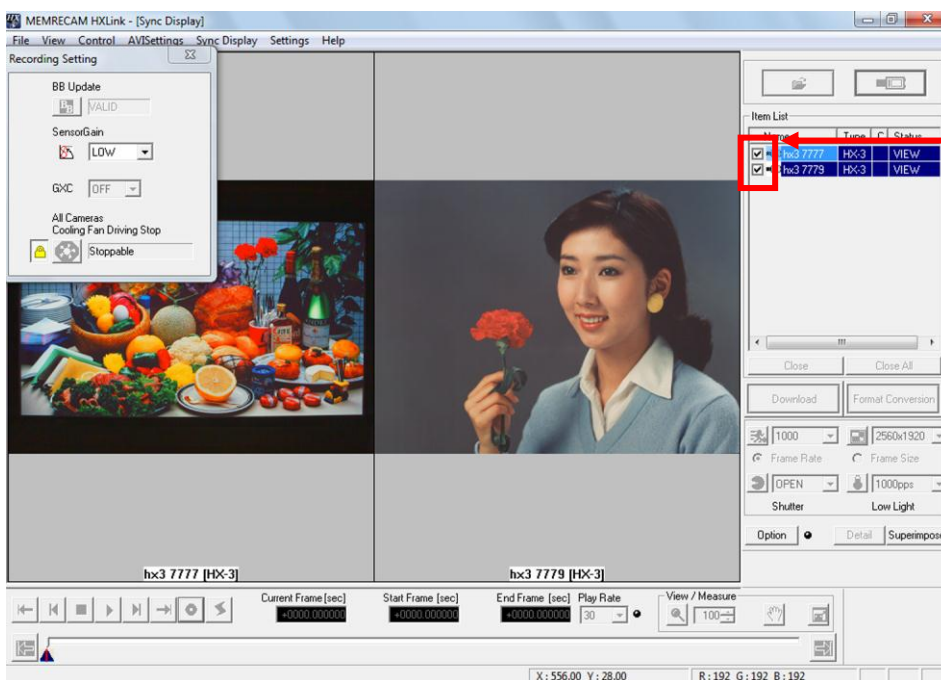 MEMRECAM HXLink - [Sync Display]
File View Control AVISettings Sync Display Settings Help
Recording Setting
BB Update
VALID
SensorGain
LOW
GXC OFF
All Cameras
Cooling Fan Driving Stop
Stoppable
Item List
Name Type C Status
hx3 7777 HX-3 VIEW
hx3 7779 HX-3 VIEW
Close Close All
Download Format Conversion
1000 2560x1920
Frame Rate Frame Size
OPEN 1000pps
Shutter Low Light
Option Detail Superimpose
hx3 7777 [HX-3] hx3 7779 [HX-3]
Current Frame [sec] Start Frame [sec] End Frame [sec] Play Rate View / Measure
+0000.000000 +0000.000000 +0000.000000 30 100
X : 556.00 Y : 28.00 R : 192 G : 192 B : 192